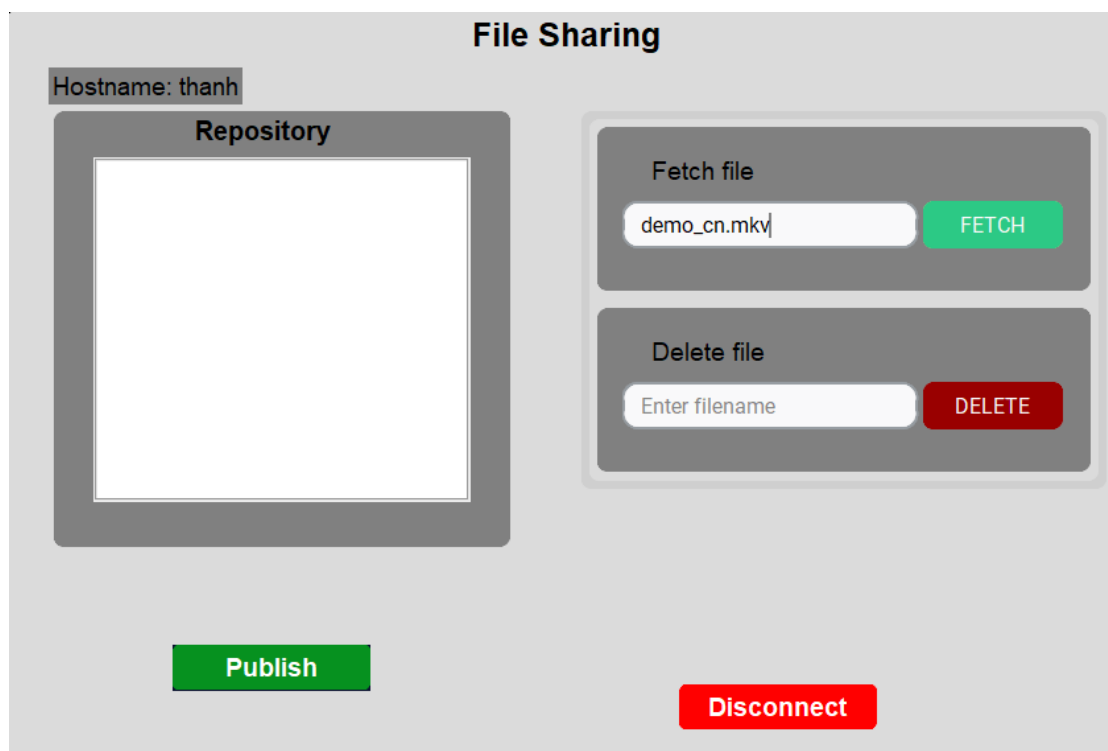 File Sharing
Hostname: thanh
Repository
Fetch file
demo_cn.mkv
FETCH
Delete file
Enter filename
DELETE
Publish
Disconnect